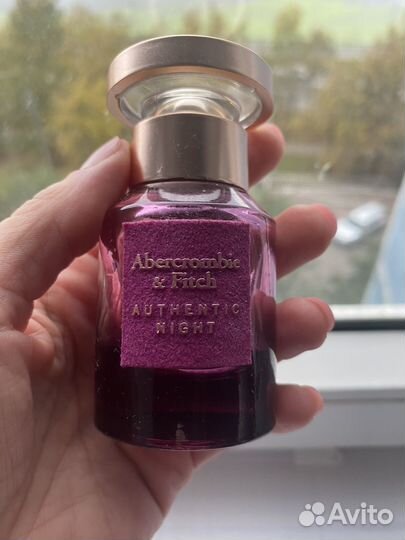 Abercrombie
& Fitch
AUTHENTIC
NIGHT
Avito